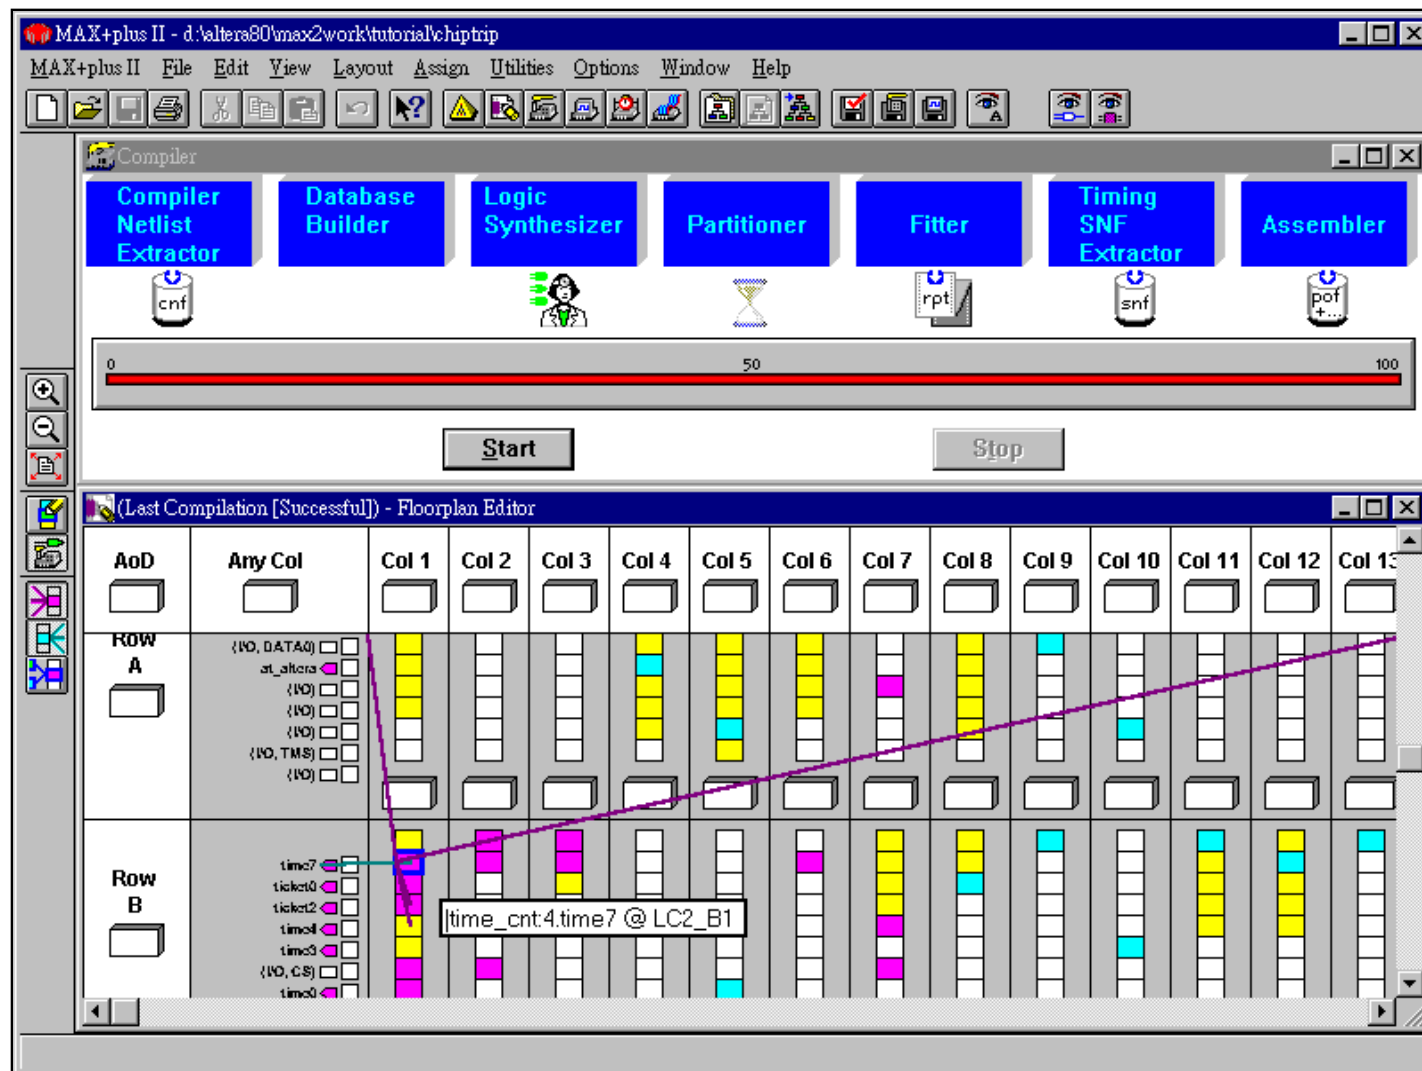 MAX+plus II - d:\altera80\max2work\tutorial\chiptrip
MAX+plus II File Edit View Layout Assign Utilities Options Window Help
Compiler
Compiler Netlist Extractor
Database Builder
Logic Synthesizer
Partitioner
Fitter
Timing SNF Extractor
Assembler
cnf
rpt
snf
pof +...
0 50 100
Start Stop
(Last Compilation [Successful]) - Floorplan Editor
AoD Any Col Col 1 Col 2 Col 3 Col 4 Col 5 Col 6 Col 7 Col 8 Col 9 Col 10 Col 11 Col 12 Col 13
Row A
(I/O, DATA0)
at_altera
(I/O)
(I/O)
(I/O)
(I/O, TMS)
(I/O)
Row B
time7
ticket0
ticket2
time4
time3
(I/O, CS)
time0
|time_cnt:4.time7 @ LC2_B1